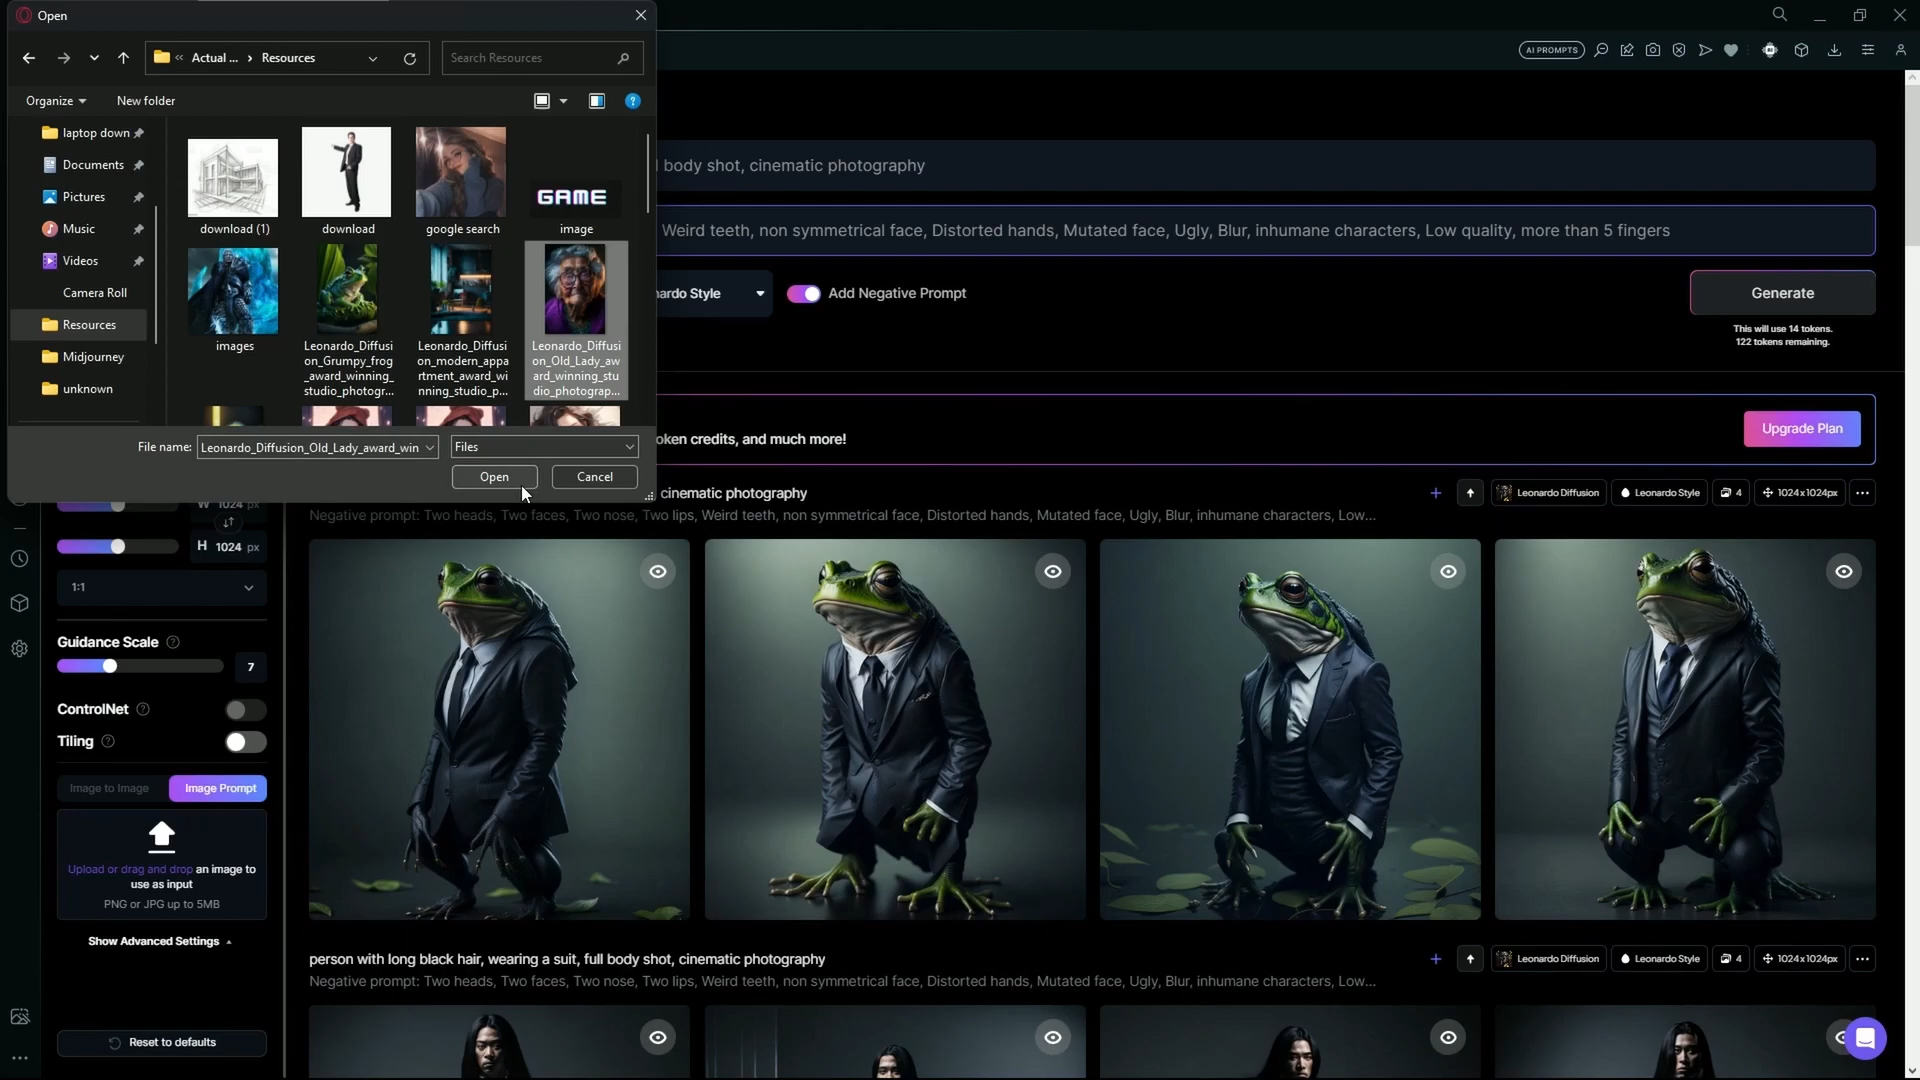 Open
Actual ...
Resources
Search Resources
AI PROMPTS
Organize
New folder
laptop down
Documents
Pictures
Music
Videos
Camera Roll
Resources
Midjourney
unknown
GAME
download (1)
download
google search
image
images
Leonardo_Diffusi
on_Grumpy_frog
_award_winning_
studio_photogr...
Leonardo_Diffusi
on_modern_appa
rtment_award_wi
nning_studio_p...
Leonardo_Diffusi
on_Old_Lady_aw
ard_winning_stu
dio_photograp...
File name:
Leonardo_Diffusion_Old_Lady_award_win
Files
Open
Cancel
body shot, cinematic photography
Weird teeth, non symmetrical face, Distorted hands, Mutated face, Ugly, Blur, inhumane characters, Low quality, more than 5 fingers
nardo Style
Add Negative Prompt
Generate
This will use 14 tokens.
122 tokens remaining.
oken credits, and much more!
Upgrade Plan
W 1024 px
H 1024 px
1:1
Guidance Scale
7
ControlNet
Tiling
Image to Image
Image Prompt
Upload or drag and drop an image to
use as input
PNG or JPG up to 5MB
Show Advanced Settings
Reset to defaults
cinematic photography
Leonardo Diffusion
Leonardo Style
4
1024x1024px
Negative prompt: Two heads, Two faces, Two nose, Two lips, Weird teeth, non symmetrical face, Distorted hands, Mutated face, Ugly, Blur, inhumane characters, Low...
person with long black hair, wearing a suit, full body shot, cinematic photography
Leonardo Diffusion
Leonardo Style
4
1024x1024px
Negative prompt: Two heads, Two faces, Two nose, Two lips, Weird teeth, non symmetrical face, Distorted hands, Mutated face, Ugly, Blur, inhumane characters, Low...